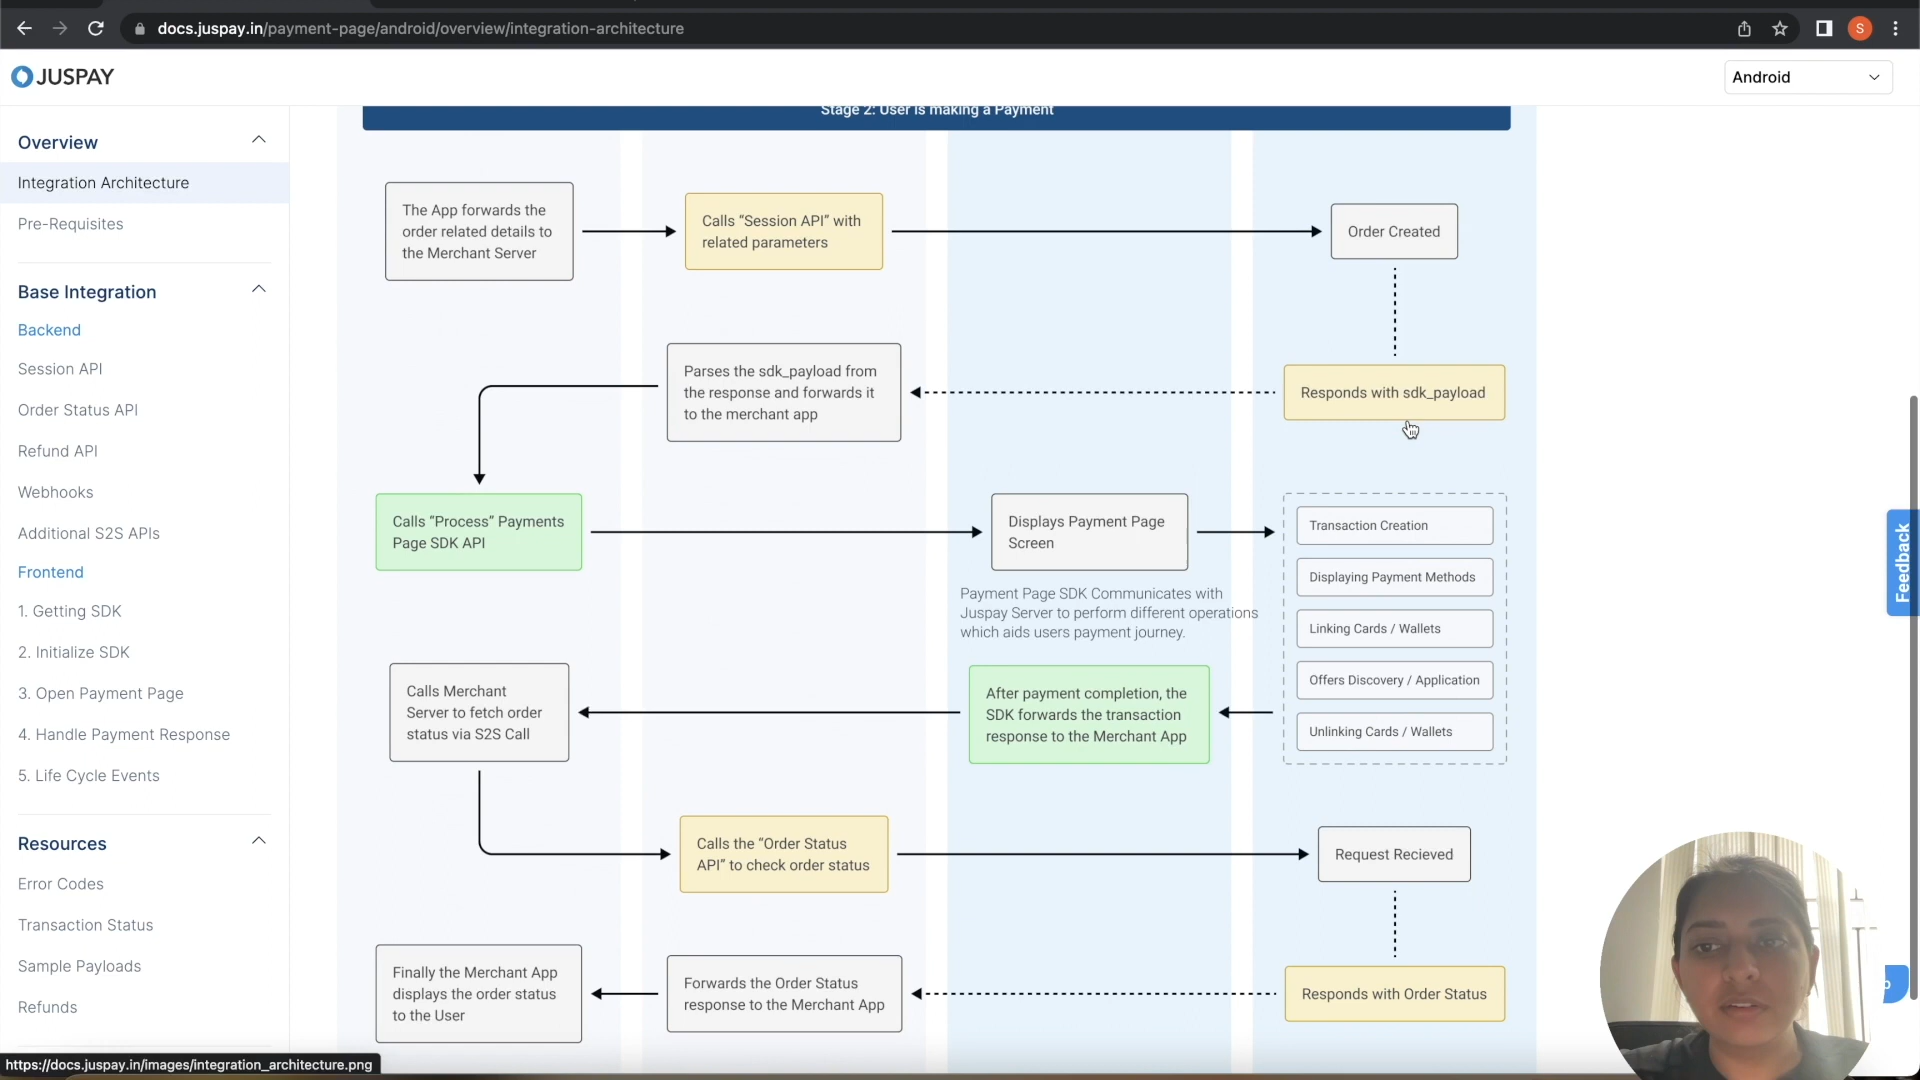 docs.juspay.in/payment-page/android/overview/integration-architecture
S
JUSPAY
Android
Overview
Integration Architecture
Pre-Requisites
Base Integration
Backend
Session API
Order Status API
Refund API
Webhooks
Additional S2S APIs
Frontend
1. Getting SDK
2. Initialize SDK
3. Open Payment Page
4. Handle Payment Response
5. Life Cycle Events
Resources
Error Codes
Transaction Status
Sample Payloads
Refunds
https://docs.juspay.in/images/integration_architecture.png
Stage 2: User is making a Payment
The App forwards the
order related details to
the Merchant Server
Calls “Session API” with
related parameters
Order Created
Parses the sdk_payload from
the response and forwards it
to the merchant app
Responds with sdk_payload
Calls “Process” Payments
Page SDK API
Displays Payment Page
Screen
Payment Page SDK Communicates with
Juspay Server to perform different operations
which aids users payment journey.
Transaction Creation
Displaying Payment Methods
Linking Cards / Wallets
Offers Discovery / Application
Unlinking Cards / Wallets
Calls Merchant
Server to fetch order
status via S2S Call
After payment completion, the
SDK forwards the transaction
response to the Merchant App
Calls the “Order Status
API” to check order status
Request Recieved
Finally the Merchant App
displays the order status
to the User
Forwards the Order Status
response to the Merchant App
Responds with Order Status
Feedback